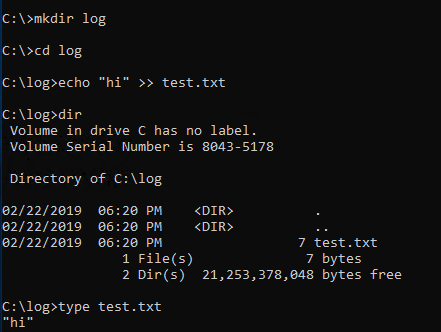 C:\>mkdir log
C:\>cd log
C:\log>echo "hi" >> test.txt
C:\log>dir
 Volume in drive C has no label.
 Volume Serial Number is 8043-5178
 Directory of C:\log
02/22/2019  06:20 PM    <DIR>          .
02/22/2019  06:20 PM    <DIR>          ..
02/22/2019  06:20 PM                 7 test.txt
               1 File(s)              7 bytes
               2 Dir(s)  21,253,378,048 bytes free
C:\log>type test.txt
"hi"